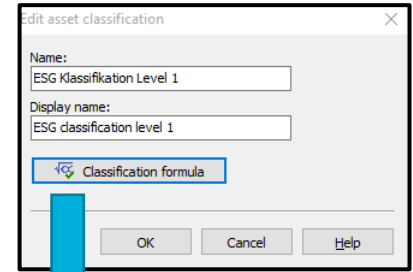 Edit asset classification
Name:
ESG Klassifikation Level 1
Display name:
ESG classification level 1
Classification formula
OK Cancel Help